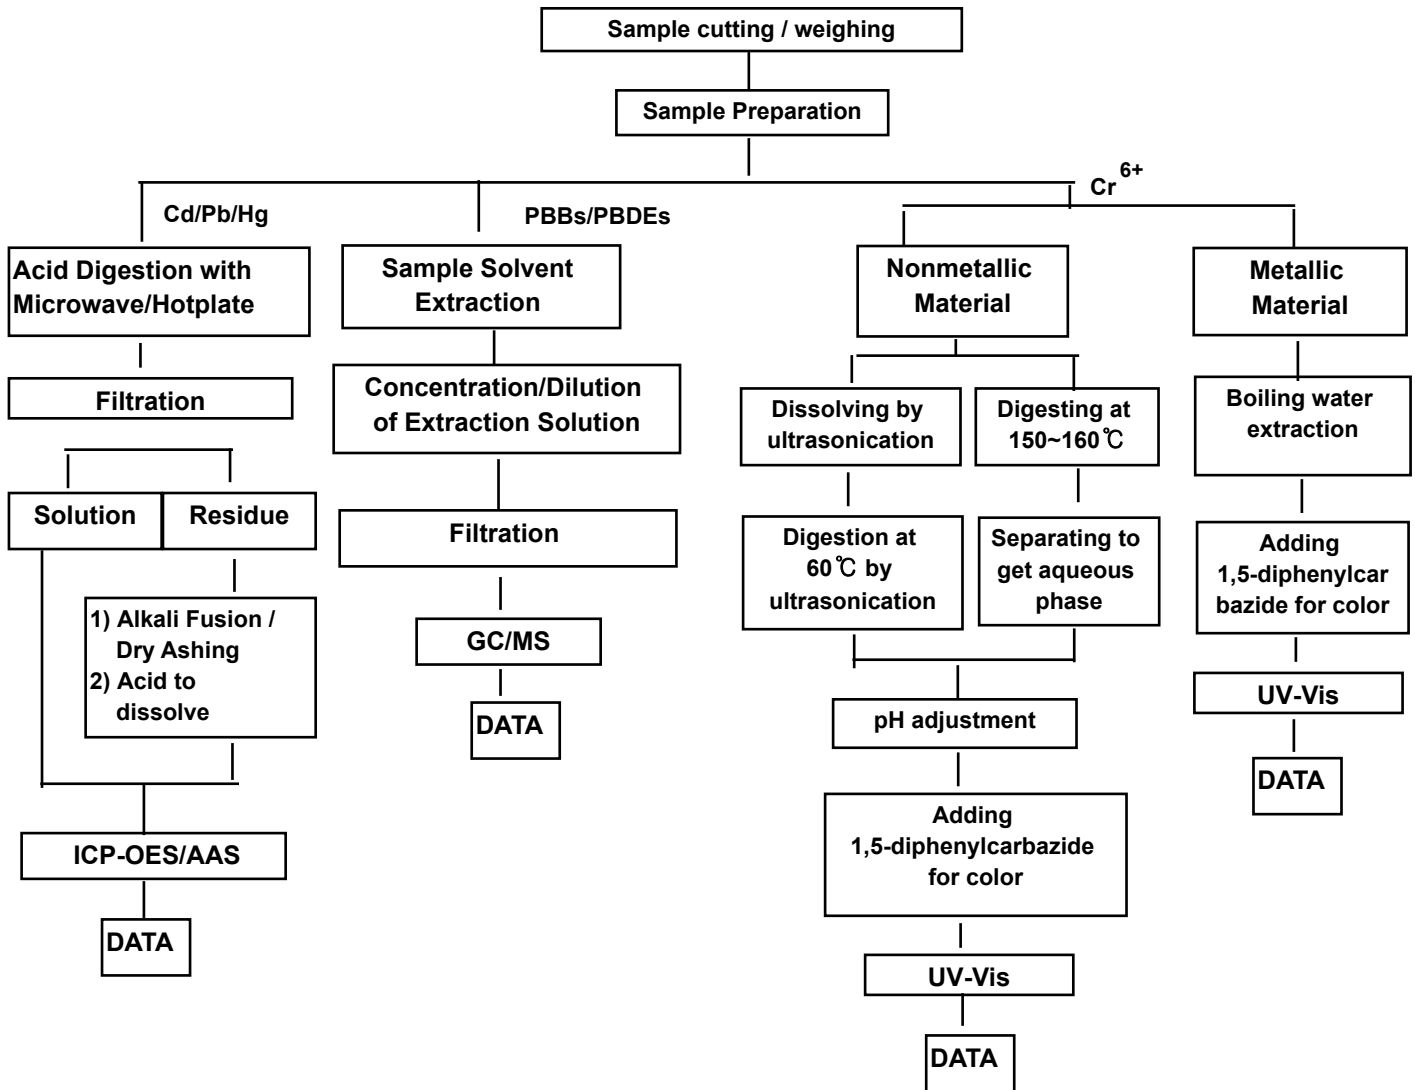 Sample cutting / weighing
Sample Preparation
Cr 6+
Cd/Pb/Hg
PBBs/PBDEs
Acid Digestion with
Microwave/Hotplate
Filtration
Solution
Residue
1) Alkali Fusion /
Dry Ashing
2) Acid to
dissolve
ICP-OES/AAS
DATA
Sample Solvent
Extraction
Concentration/Dilution
of Extraction Solution
Filtration
GC/MS
DATA
Nonmetallic
Material
Dissolving by
ultrasonication
Digestion at
60℃ by
ultrasonication
Digesting at
150~160℃
Separating to
get aqueous
phase
pH adjustment
Adding
1,5-diphenylcarbazide
for color
UV-Vis
DATA
Metallic
Material
Boiling water
extraction
Adding
1,5-diphenylcar
bazide for color
UV-Vis
DATA